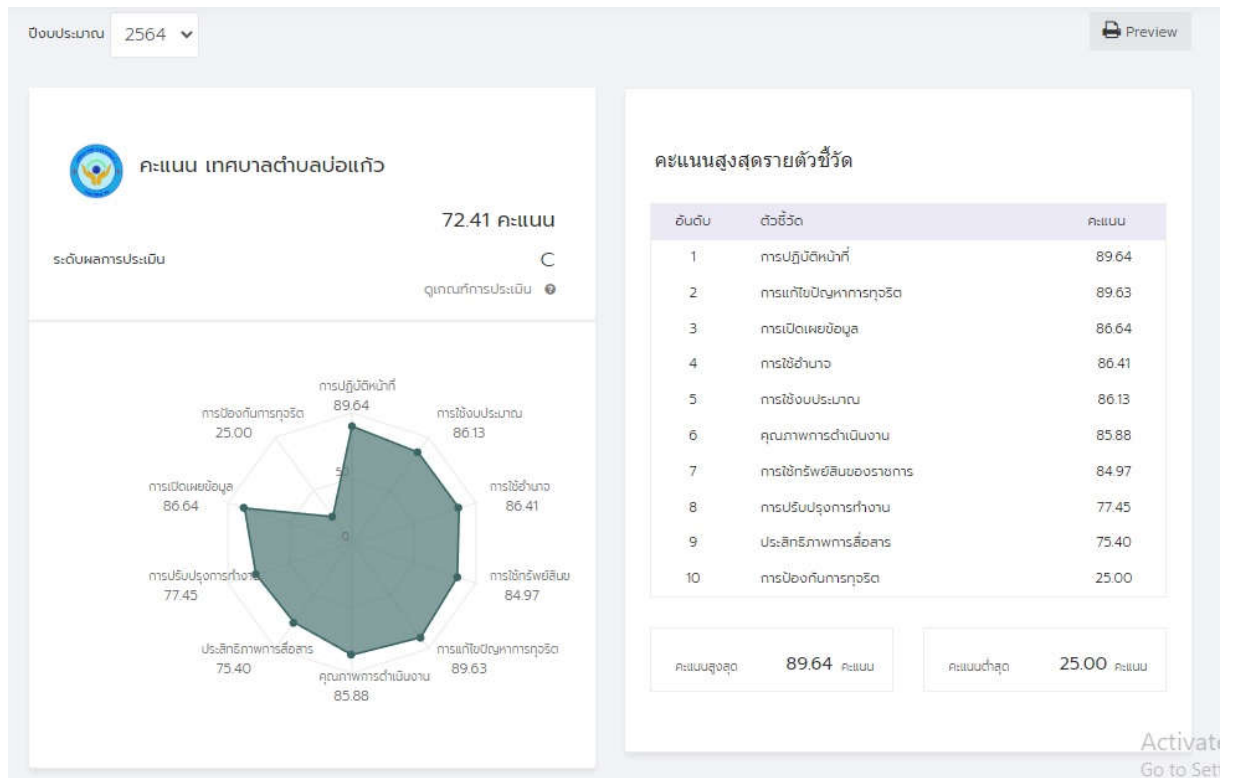 ปีงบประมาณ 2564
Preview
คะแนน เทศบาลตำบลบ่อแก้ว
72.41 คะแนน
ระดับผลการประเมิน C
ดูเกณฑ์การประเมิน
การปฏิบัติหน้าที่
89.64
การใช้งบประมาณ
86.13
การใช้อำนาจ
86.41
การใช้ทรัพย์สินข
84.97
การแก้ไขปัญหาการทุจริต
89.63
คุณภาพการดำเนินงาน
85.88
ประสิทธิภาพการสื่อสาร
75.40
การปรับปรุงการทำงาน
77.45
การเปิดเผยข้อมูล
86.64
การป้องกันการทุจริต
25.00
0
คะแนนสูงสุดรายตัวชี้วัด
อันดับ ตัวชี้วัด คะแนน
1 การปฏิบัติหน้าที่ 89.64
2 การแก้ไขปัญหาการทุจริต 89.63
3 การเปิดเผยข้อมูล 86.64
4 การใช้อำนาจ 86.41
5 การใช้งบประมาณ 86.13
6 คุณภาพการดำเนินงาน 85.88
7 การใช้ทรัพย์สินของราชการ 84.97
8 การปรับปรุงการทำงาน 77.45
9 ประสิทธิภาพการสื่อสาร 75.40
10 การป้องกันการทุจริต 25.00
คะแนนสูงสุด 89.64 คะแนน
คะแนนต่ำสุด 25.00 คะแนน
Activate
Go to Sett